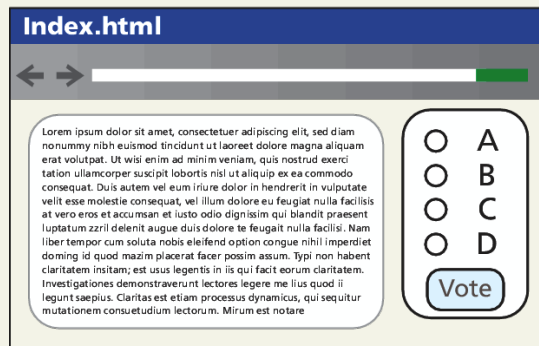 Index.html
Lorem ipsum dolor sit amet, consectetuer adipiscing elit, sed diam
nonummy nibh euismod tincidunt ut laoreet dolore magna aliquam
erat volutpat. Ut wisi enim ad minim veniam, quis nostrud exerci
tation ullamcorper suscipit lobortis nisl ut aliquip ex ea commodo
consequat. Duis autem vel eum iriure dolor in hendrerit in vulputate
velit esse molestie consequat, vel illum dolore eu feugiat nulla facilisis
at vero eros et accumsan et iusto odio dignissim qui blandit praesent
luptatum zzril delenit augue duis dolore te feugait nulla facilisi. Nam
liber tempor cum soluta nobis eleifend option congue nihil imperdiet
doming id quod mazim placerat facer possim assum. Typi non habent
claritatem insitam; est usus legentis in iis qui facit eorum claritatem.
Investigationes demonstraverunt lectores legere me lius quod ii
legunt saepius. Claritas est etiam processus dynamicus, qui sequitur
mutationem consuetudium lectorum. Mirum est notare
A
B
C
D
Vote